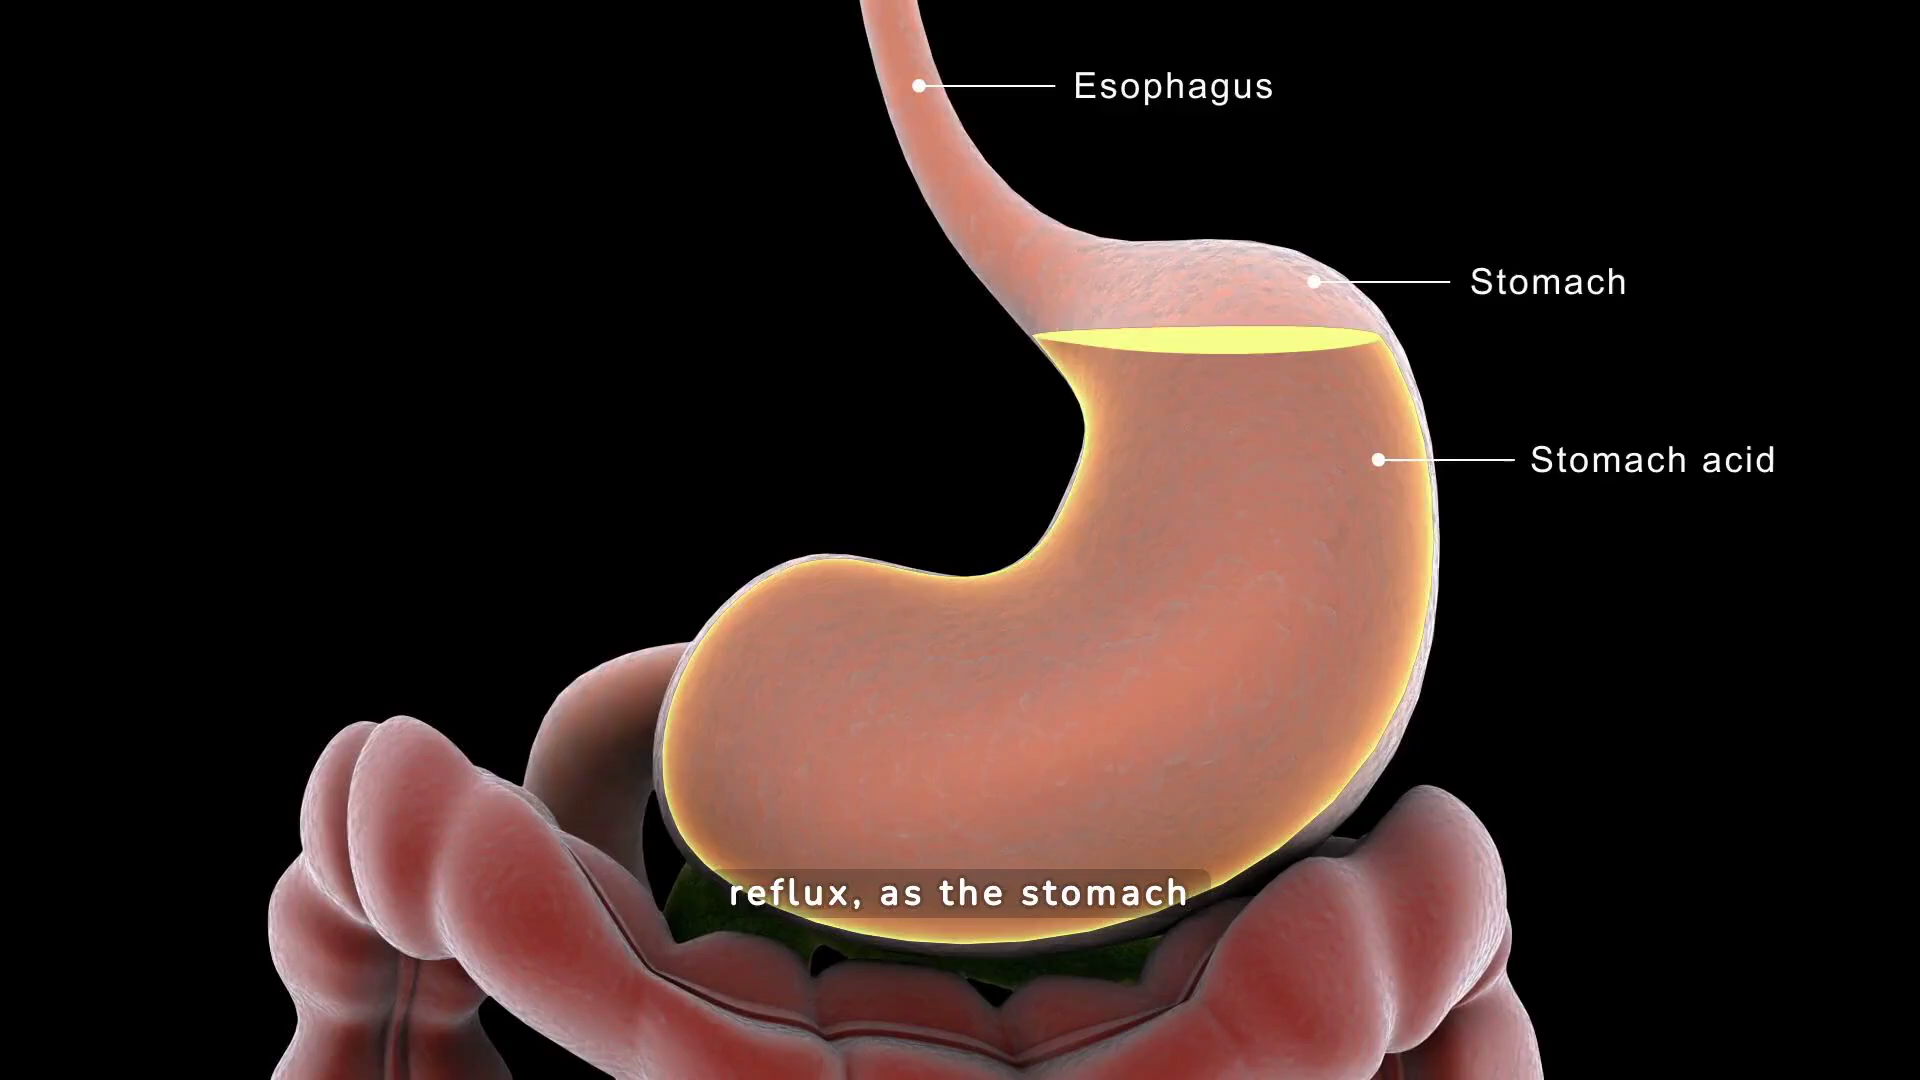 Esophagus
Stomach
Stomach acid
reflux, as the stomach